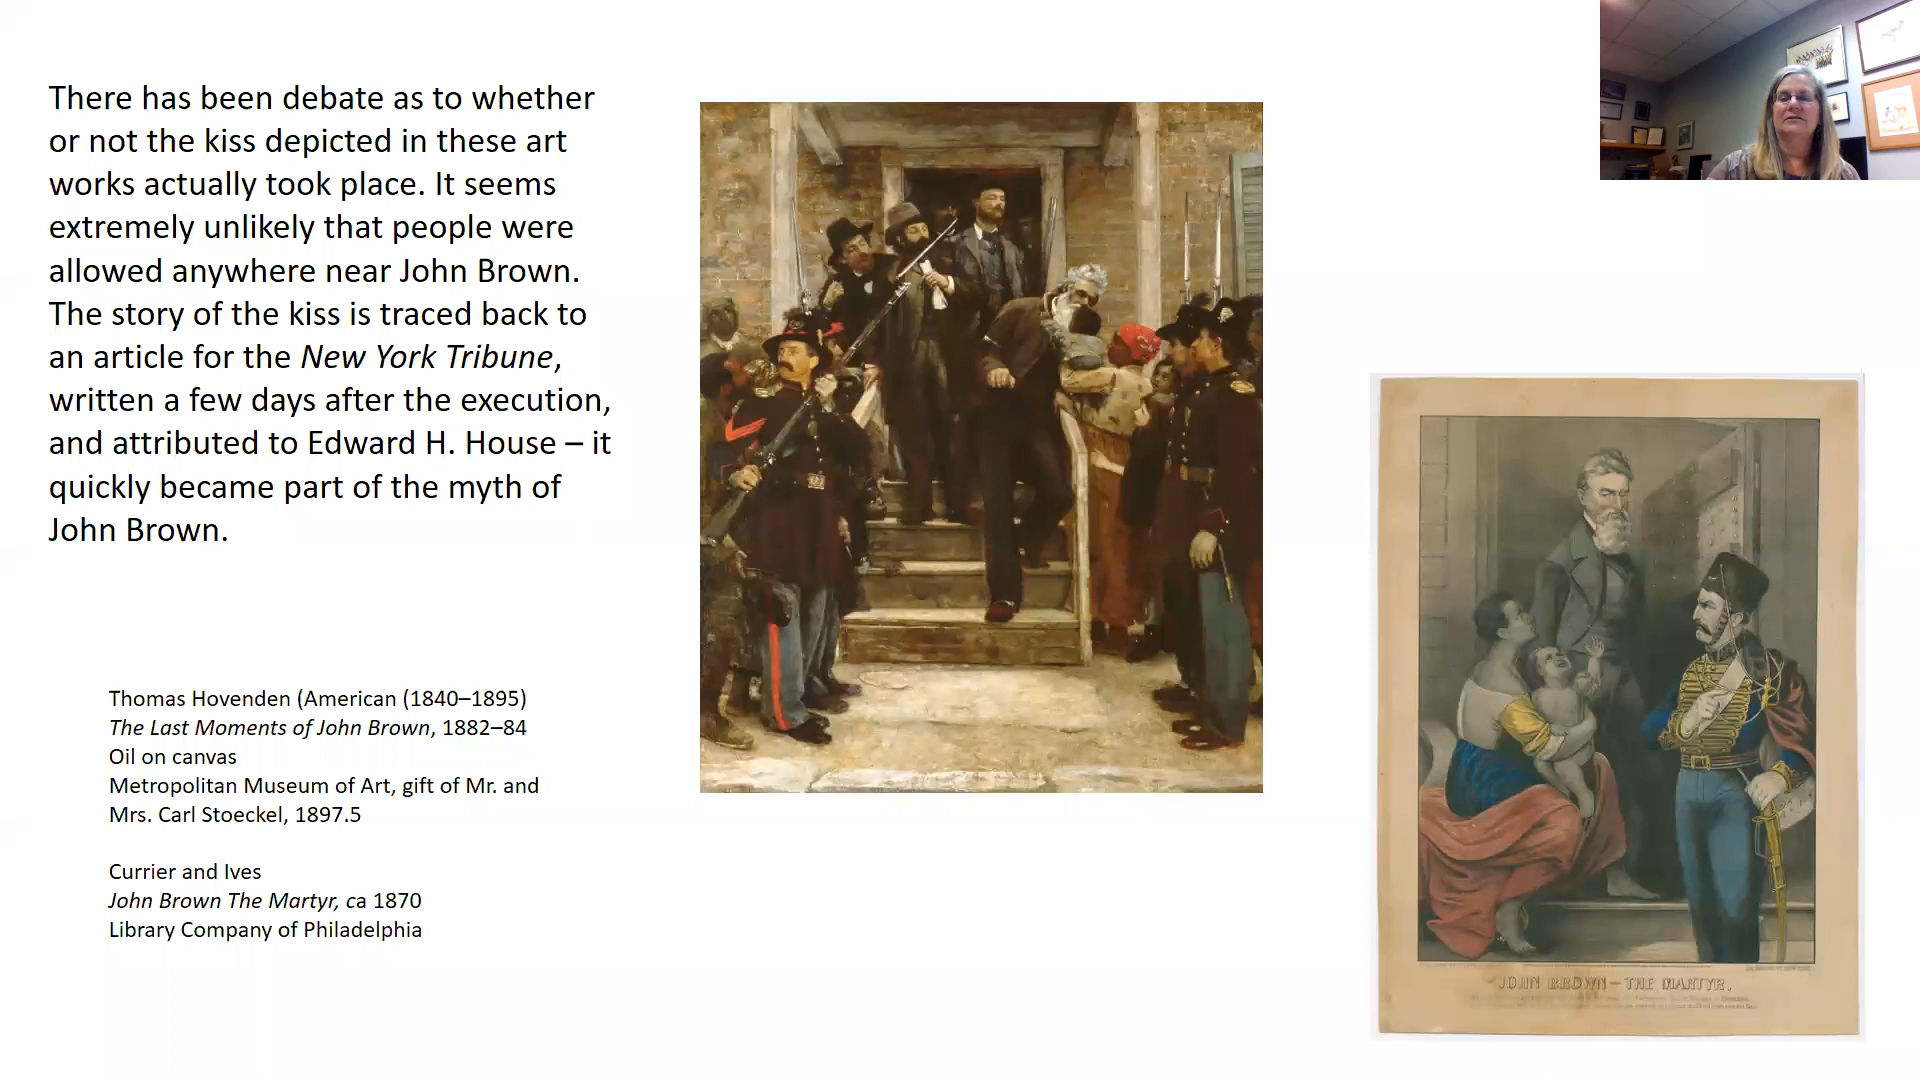 There has been debate as to whether
or not the kiss depicted in these art
works actually took place. It seems
extremely unlikely that people were
allowed anywhere near John Brown.
The story of the kiss is traced back to
an article for the New York Tribune,
written a few days after the execution,
and attributed to Edward H. House – it
quickly became part of the myth of
John Brown.
Thomas Hovenden (American (1840–1895)
The Last Moments of John Brown, 1882–84
Oil on canvas
Metropolitan Museum of Art, gift of Mr. and
Mrs. Carl Stoeckel, 1897.5
Currier and Ives
John Brown The Martyr, ca 1870
Library Company of Philadelphia
JOHN BROWN – THE MARTYR.